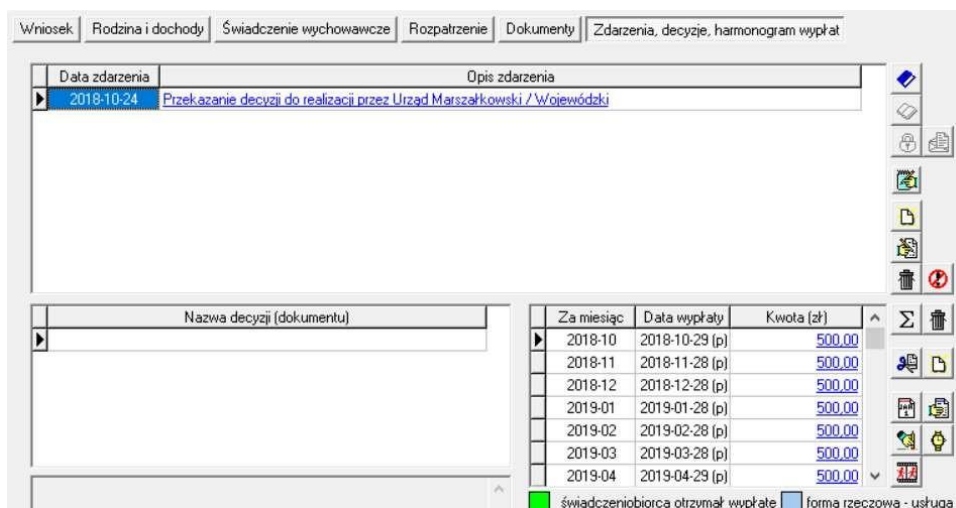 Wniosek Rodzina i dochody Świadczenie wychowawcze Rozpatrzenie Dokumenty Zdarzenia, decyzje, harmonogram wypłat
Data zdarzenia Opis zdarzenia
2018-10-24 Przekazanie decyzji do realizacji przez Urząd Marszałkowski / Wojewódzki
Nazwa decyzji (dokumentu)
Za miesiąc Data wypłaty Kwota (zł)
2018-10 2018-10-29 (p) 500,00
2018-11 2018-11-28 (p) 500,00
2018-12 2018-12-28 (p) 500,00
2019-01 2019-01-28 (p) 500,00
2019-02 2019-02-28 (p) 500,00
2019-03 2019-03-28 (p) 500,00
2019-04 2019-04-29 (p) 500,00
świadczeniobiorca otrzymał wypłatę forma rzeczowa - usługa